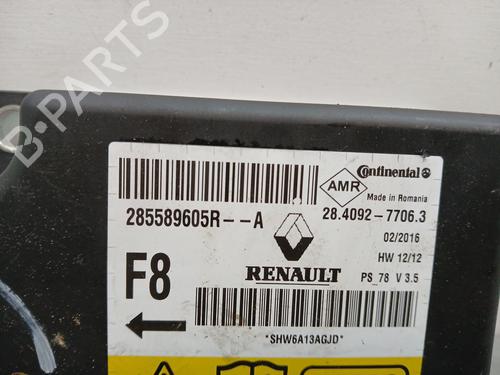 B-PARTS
Continental
AMR
Made in Romania
285589605R--A
28.4092-7706.3
02/2016
F8
HW 12/12
RENAULT
PS_78 V 3.5
*SHW6A13AGJD*